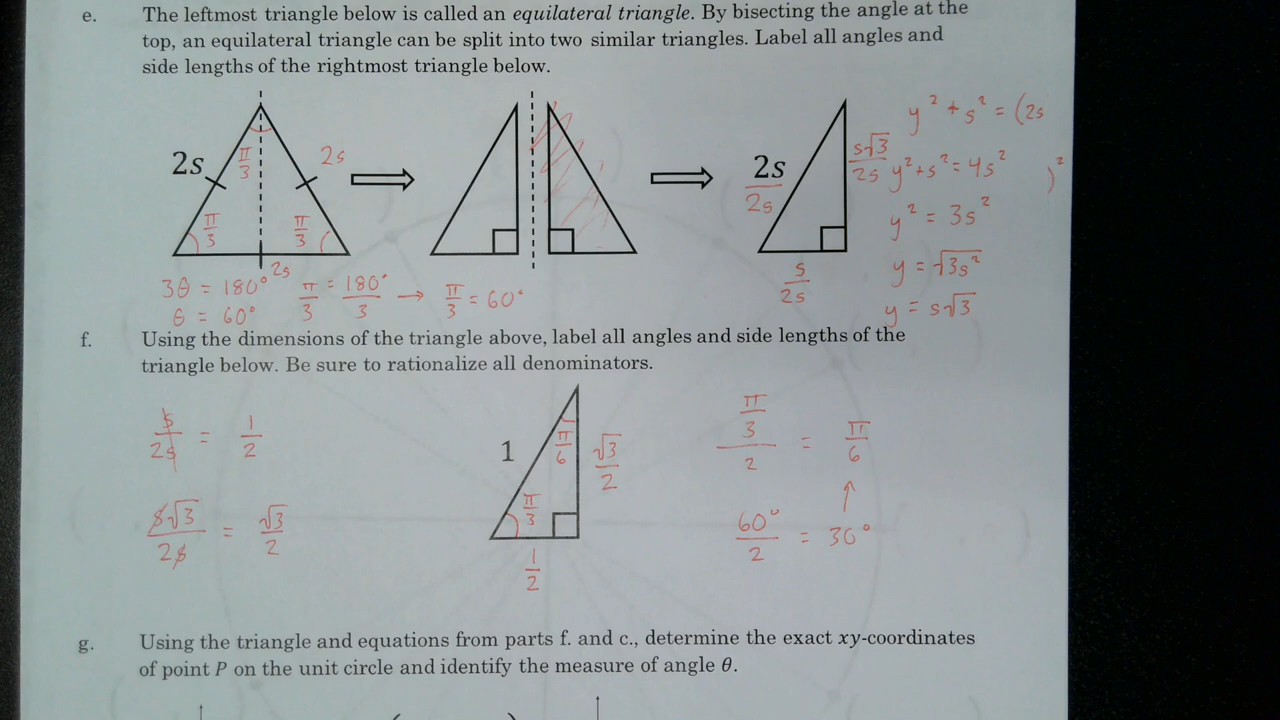 e. The leftmost triangle below is called an equilateral triangle. By bisecting the angle at the
top, an equilateral triangle can be split into two similar triangles. Label all angles and
side lengths of the rightmost triangle below.
2s π/3 2s
π/3 π/3
2s
3θ = 180° π/3 = 180°/3 → π/3 = 60°
θ = 60°
2s/2s
s√3/2s
s/2s
y² + s² = (2s)²
y² + s² = 4s²
y² = 3s²
y = √3s²
y = s√3
f. Using the dimensions of the triangle above, label all angles and side lengths of the
triangle below. Be sure to rationalize all denominators.
s/2s = 1/2
s√3/2s = √3/2
1 π/6 √3/2
π/3
1/2
π/3/2 = π/6
↑
60°/2 = 30°
g. Using the triangle and equations from parts f. and c., determine the exact xy-coordinates
of point P on the unit circle and identify the measure of angle θ.